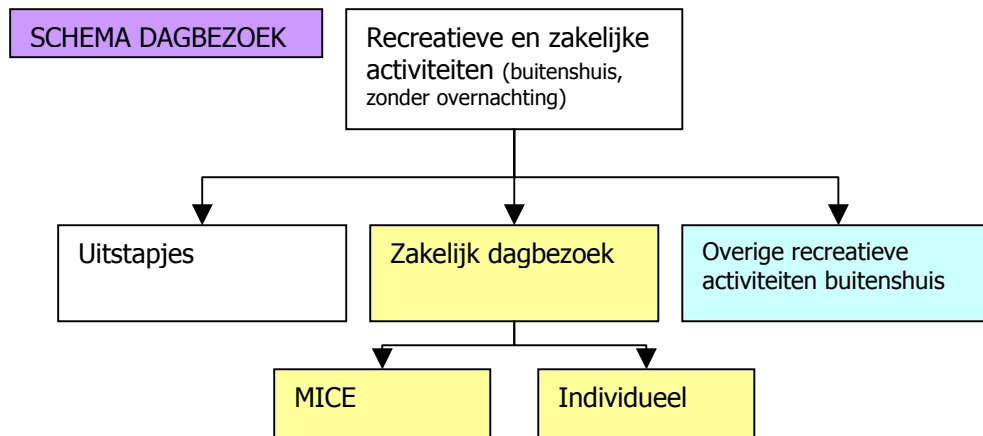 SCHEMA DAGBEZOEK
Recreatieve en zakelijke
activiteiten (buitenshuis,
zonder overnachting)
Uitstapjes
Zakelijk dagbezoek
Overige recreatieve
activiteiten buitenshuis
MICE
Individueel